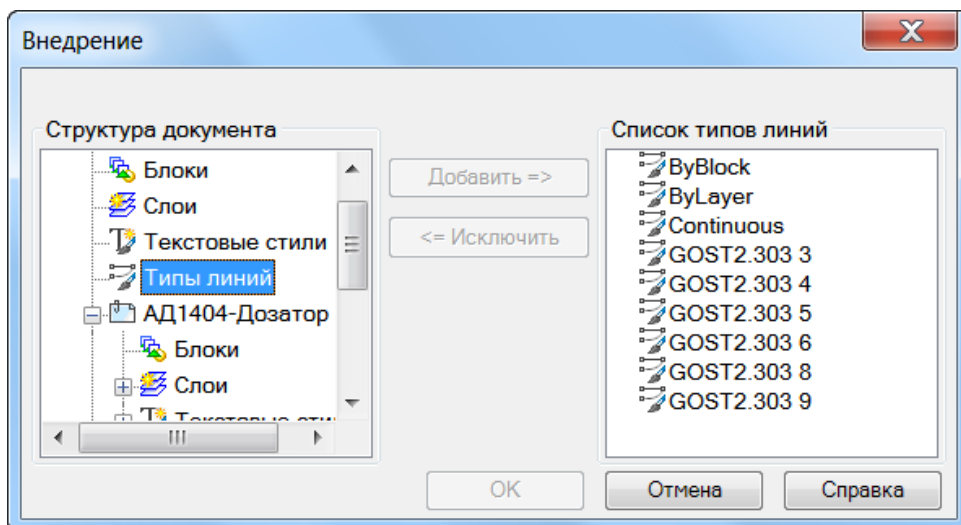 Внедрение
Структура документа
Блоки
Слои
Текстовые стили
Типы линий
АД1404-Дозатор
Блоки
Слои
Текстовые стили
Добавить =>
<= Исключить
Список типов линий
ByBlock
ByLayer
Continuous
GOST2.303 3
GOST2.303 4
GOST2.303 5
GOST2.303 6
GOST2.303 8
GOST2.303 9
OK
Отмена
Справка